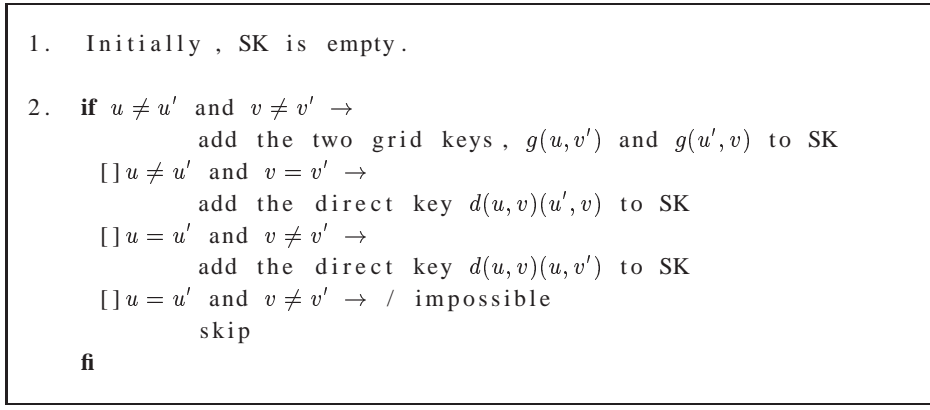 1. Initially, SK is empty.
2. if u ≠ u′ and v ≠ v′ →
add the two grid keys, g(u, v′) and g(u′, v) to SK
[] u ≠ u′ and v = v′ →
add the direct key d(u, v)(u′, v) to SK
[] u = u′ and v ≠ v′ →
add the direct key d(u, v)(u, v′) to SK
[] u = u′ and v ≠ v′ → / impossible
skip
fi